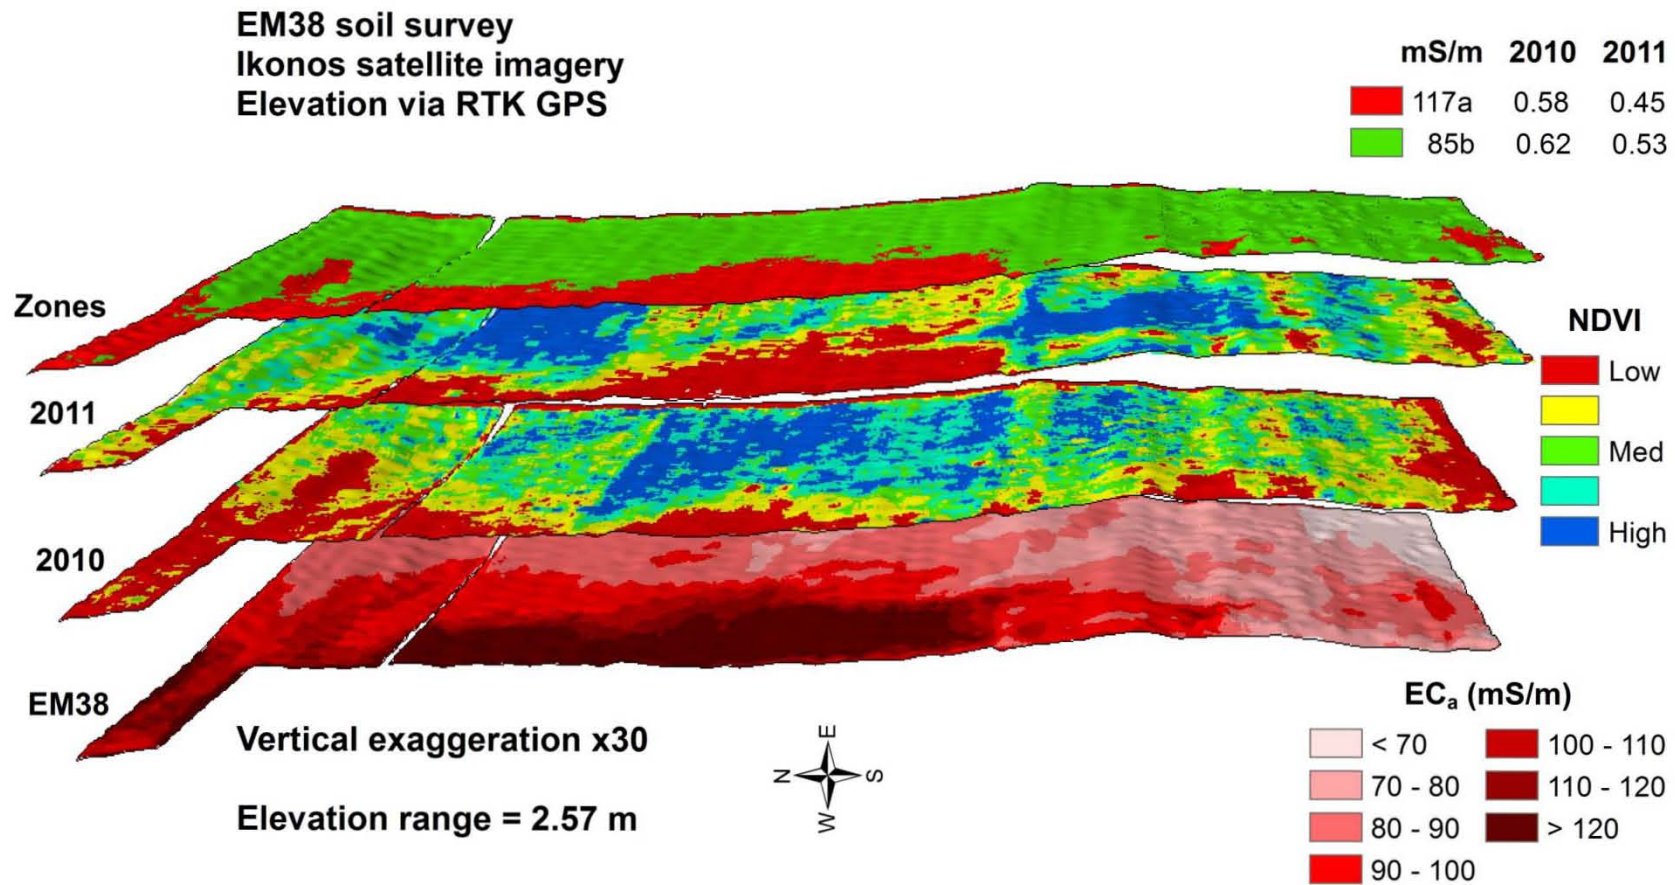 EM38 soil survey
Ikonos satellite imagery
Elevation via RTK GPS
mS/m 2010 2011
117a 0.58 0.45
85b 0.62 0.53
Zones
2011
2010
EM38
NDVI
Low
Med
High
Vertical exaggeration x30
Elevation range = 2.57 m
E
N
S
W
ECa (mS/m)
< 70
70 - 80
80 - 90
90 - 100
100 - 110
110 - 120
> 120